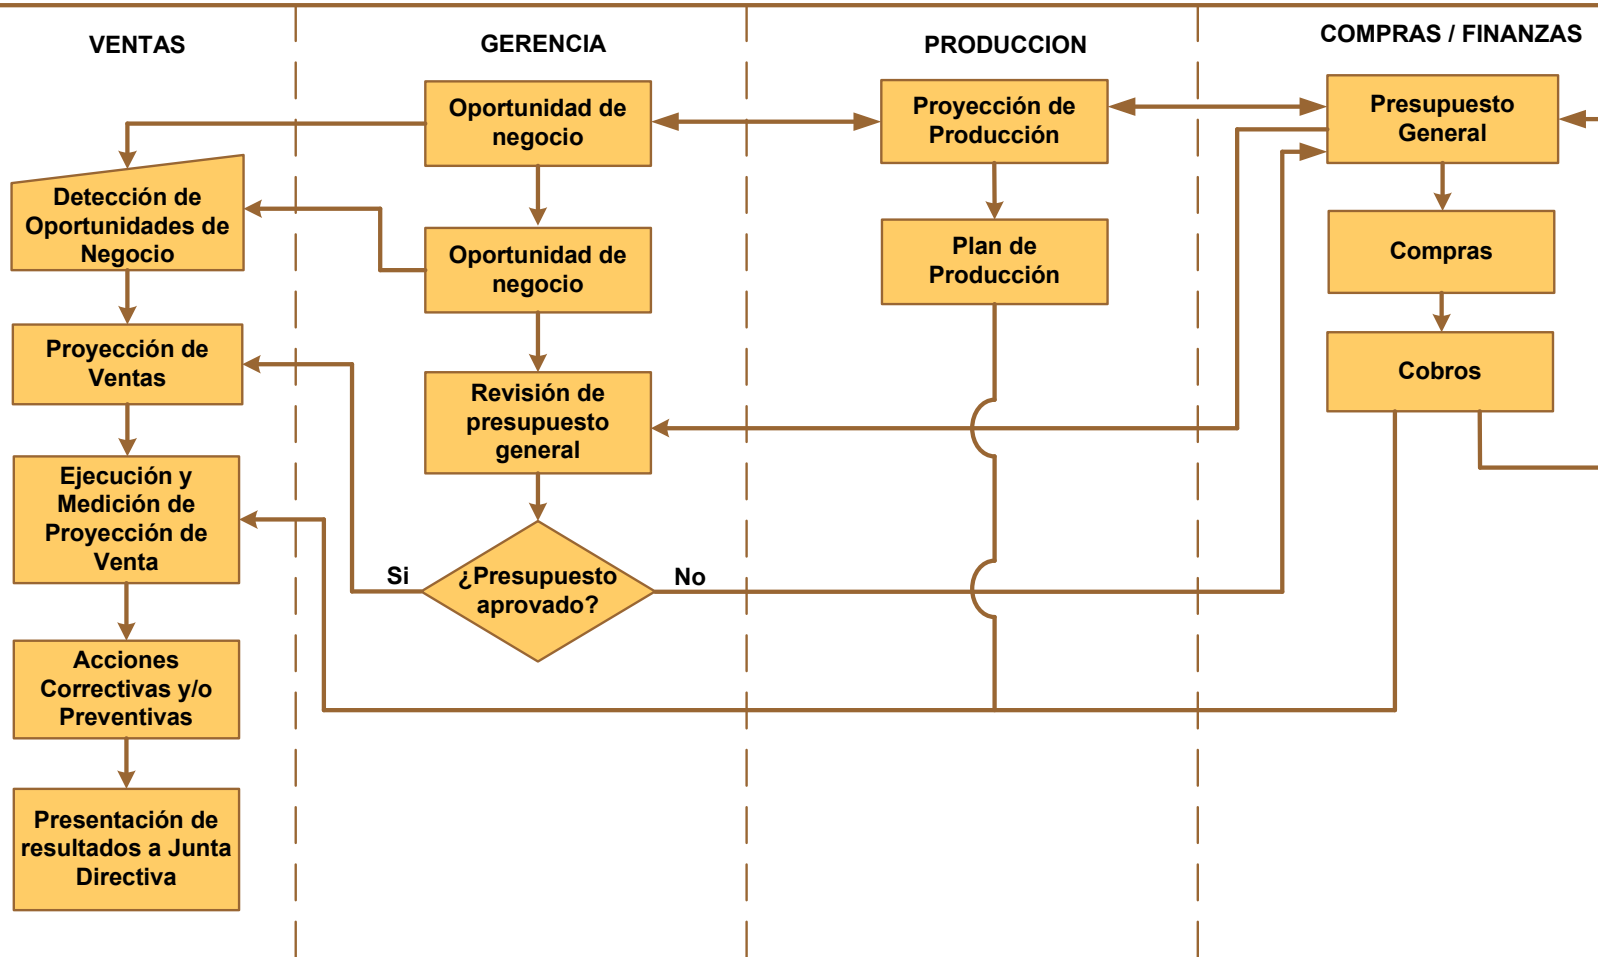 VENTAS
GERENCIA
PRODUCCION
COMPRAS / FINANZAS
Detección de
Oportunidades de
Negocio
Proyección de
Ventas
Ejecución y
Medición de
Proyección de
Venta
Acciones
Correctivas y/o
Preventivas
Presentación de
resultados a Junta
Directiva
Oportunidad de
negocio
Oportunidad de
negocio
Revisión de
presupuesto
general
Si
¿Presupuesto
aprovado?
No
Proyección de
Producción
Plan de
Producción
Presupuesto
General
Compras
Cobros